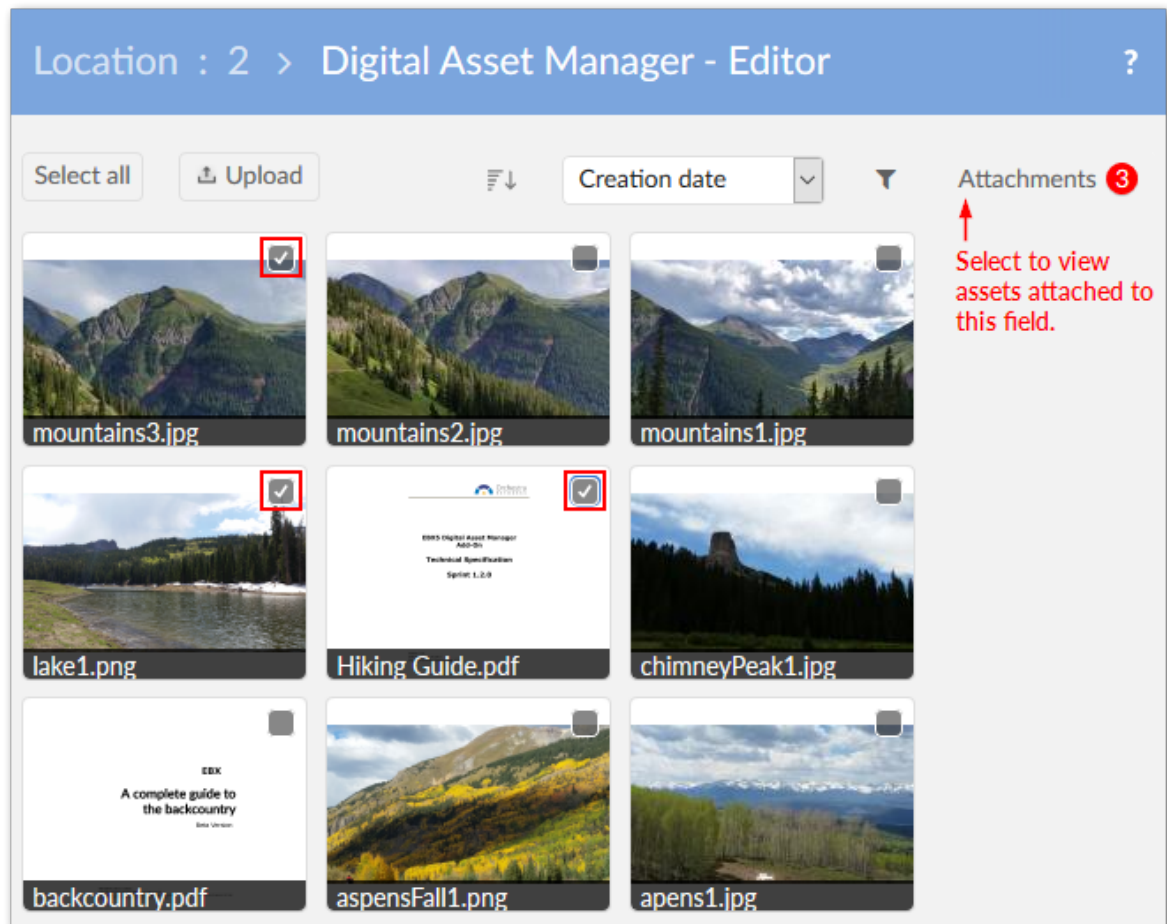 Location : 2 > Digital Asset Manager - Editor ?
Select all
Upload
Creation date
Attachments 3
Select to view
assets attached to
this field.
mountains3.jpg
mountains2.jpg
mountains1.jpg
Orchestra
EBX5 Digital Asset Manager
Add-On
Technical Specification
Sprint 1.2.0
lake1.png
Hiking Guide.pdf
chimneyPeak1.jpg
EBX
A complete guide to
the backcountry
Beta Version
backcountry.pdf
aspensFall1.png
apens1.jpg